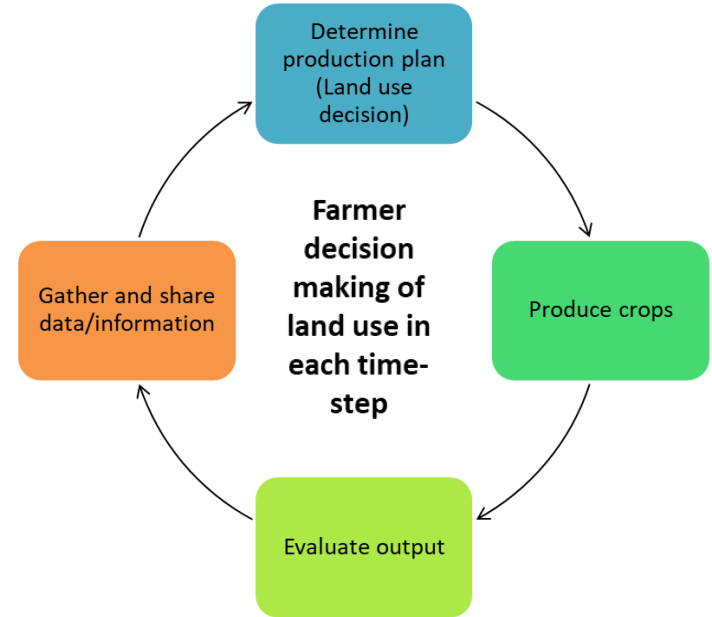 Determine
production plan
(Land use
decision)
Farmer
decision
making of
land use in
each time-
step
Gather and share
data/information
Produce crops
Evaluate output